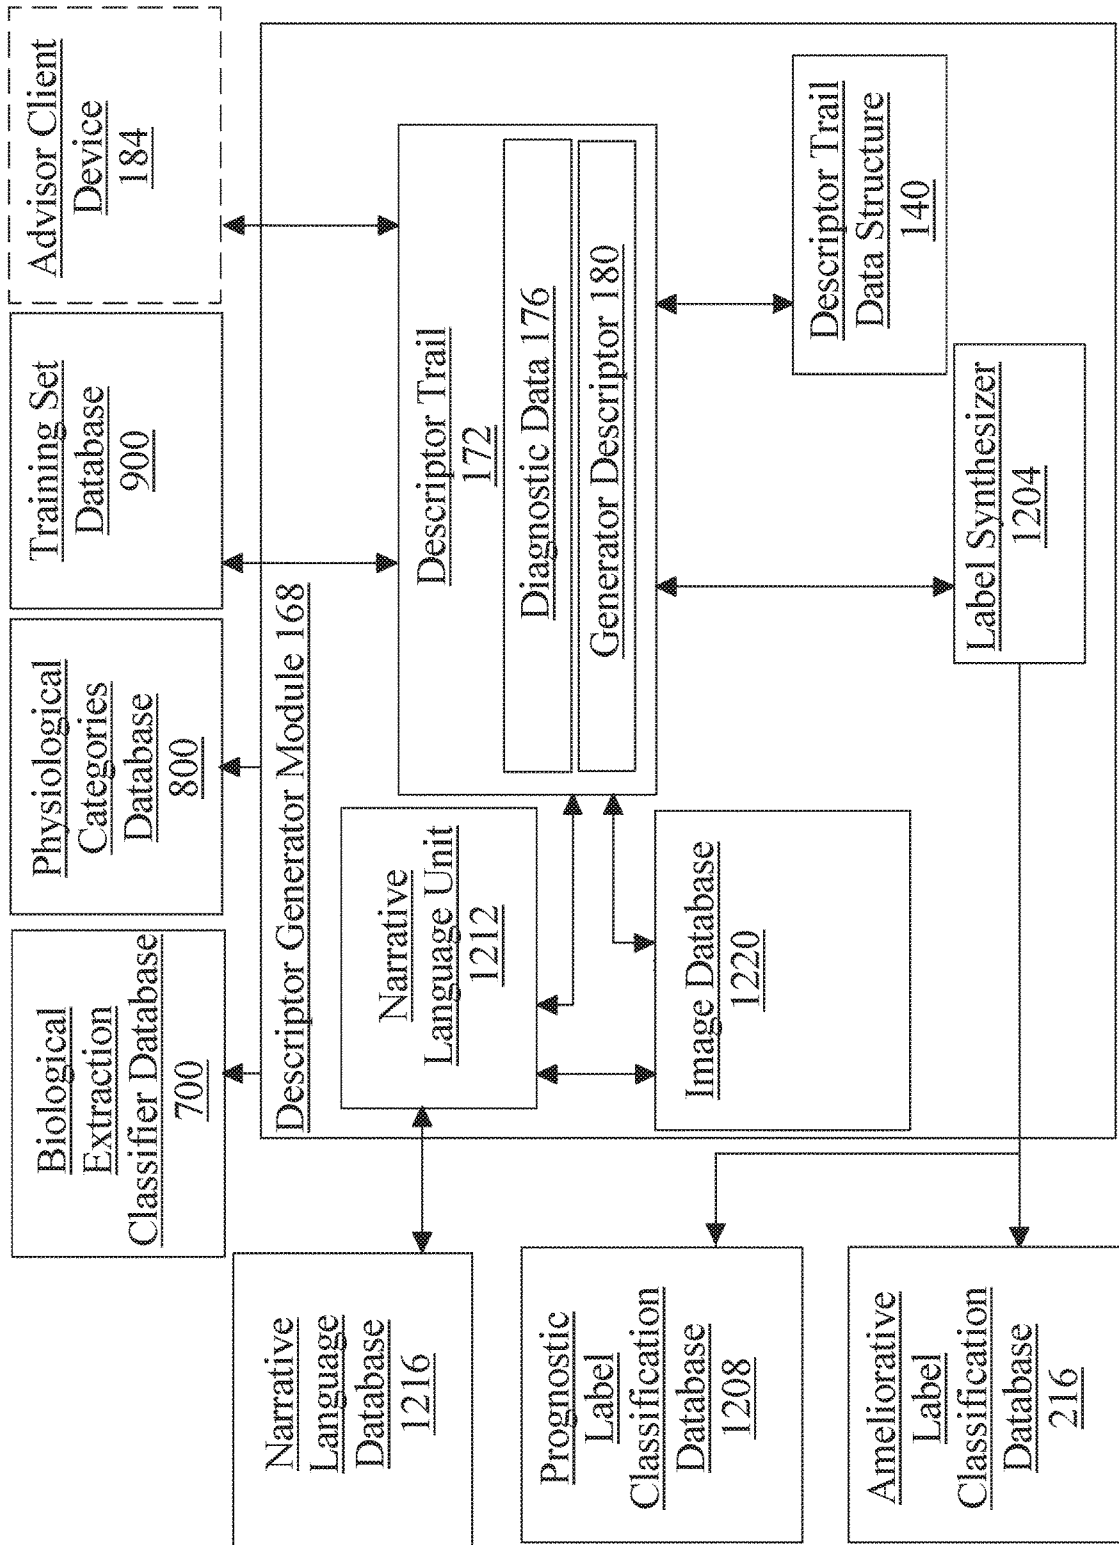 Biological
Extraction
Classifier Database
700
Physiological
Categories
Database
800
Training Set
Database
900
Advisor Client
Device
184
Narrative
Language
Database
1216
Descriptor Generator Module 168
Narrative
Language Unit
1212
Descriptor Trail
172
Diagnostic Data 176
Generator Descriptor 180
Prognostic
Label
Classification
Database
1208
Image Database
1220
Descriptor Trail
Data Structure
140
Ameliorative
Label
Classification
Database
216
Label Synthesizer
1204